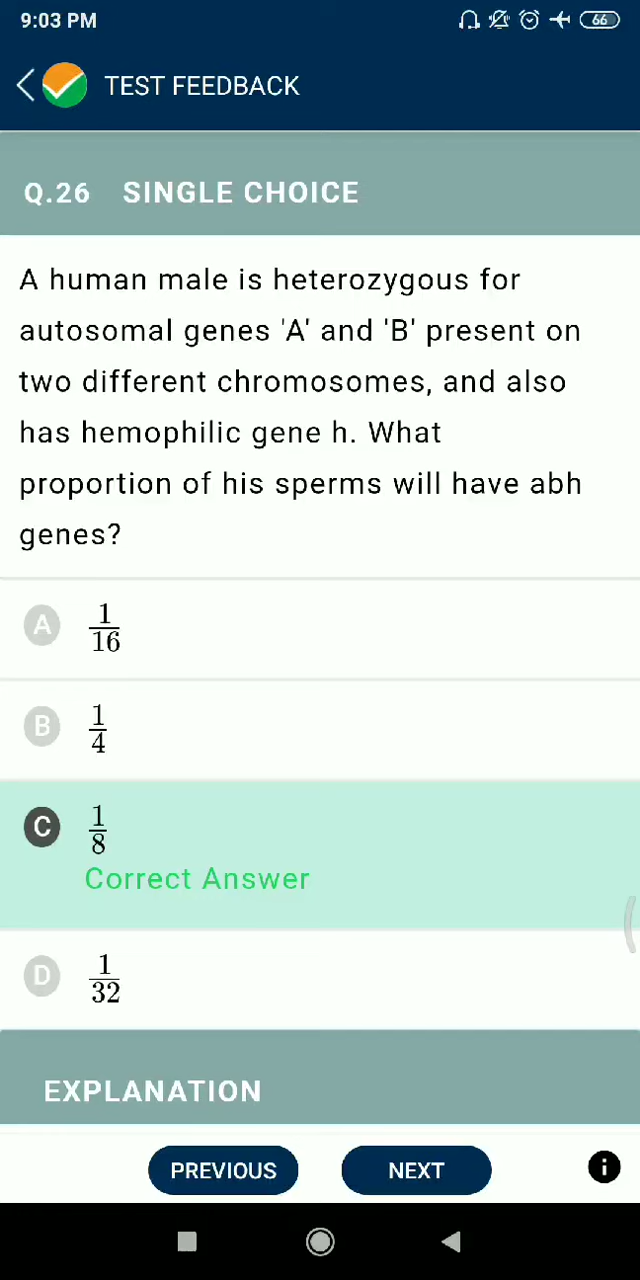 9:03 PM
66
TEST FEEDBACK
Q.26 SINGLE CHOICE
A human male is heterozygous for
autosomal genes 'A' and 'B' present on
two different chromosomes, and also
has hemophilic gene h. What
proportion of his sperms will have abh
genes?
A 1/16
B 1/4
C 1/8
Correct Answer
D 1/32
EXPLANATION
PREVIOUS NEXT i